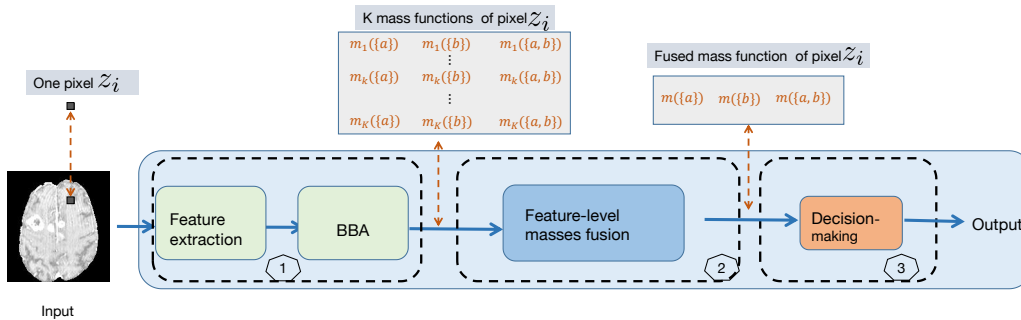 K mass functions of pixel z_i
m_1({a}) m_1({b}) m_1({a, b})
⋮
m_k({a}) m_k({b}) m_k({a, b})
⋮
m_K({a}) m_K({b}) m_K({a, b})
Fused mass function of pixel z_i
m({a}) m({b}) m({a, b})
One pixel z_i
Feature
extraction
BBA
1
Feature-level
masses fusion
2
Decision-
making
3
Output
Input